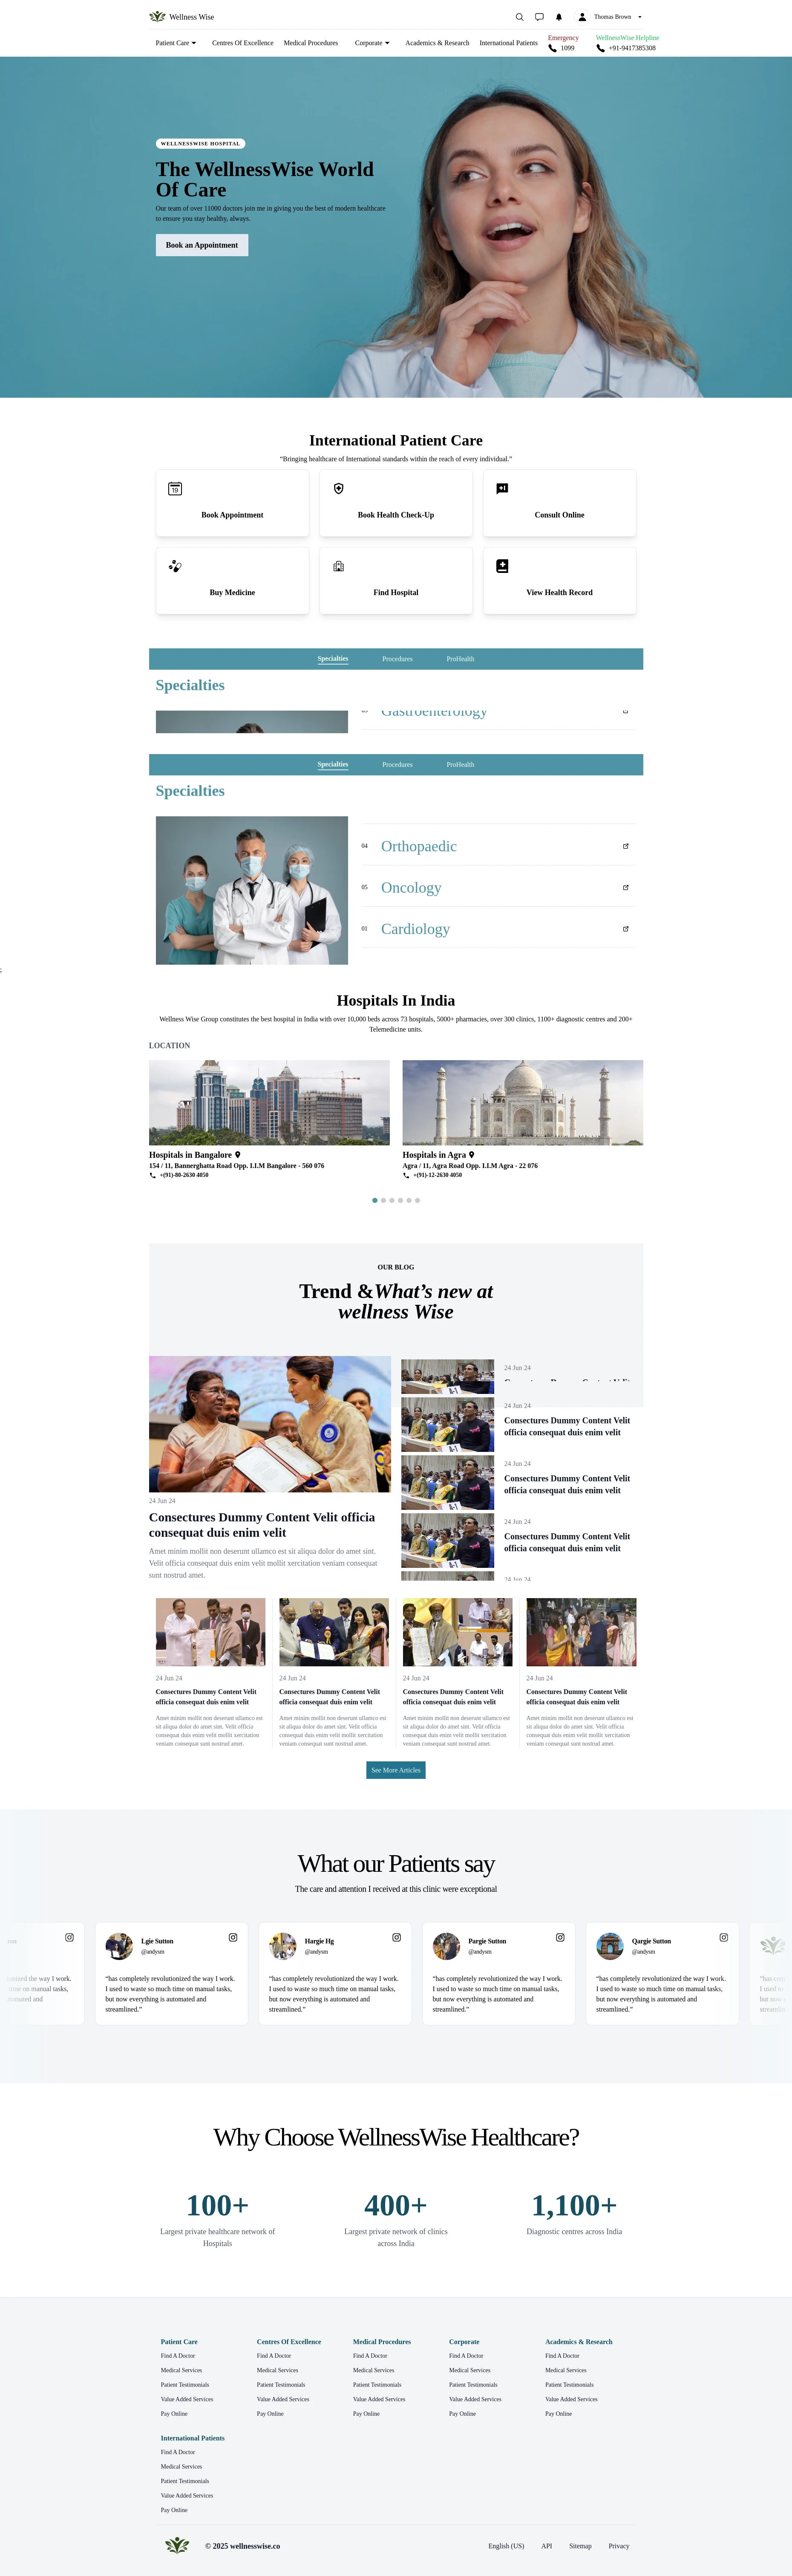 Wellness Wise
Thomas Brown
Patient Care
Centres Of Excellence
Medical Procedures
Corporate
Academics & Research
International Patients
Emergency
1099
WellnessWise Helpline
+91-9417385308
WELLNESSWISE HOSPITAL
The WellnessWise World
Of Care
Our team of over 11000 doctors join me in giving you the best of modern healthcare
to ensure you stay healthy, always.
Book an Appointment
International Patient Care
“Bringing healthcare of International standards within the reach of every individual.”
19
Book Appointment
Book Health Check-Up
Consult Online
Buy Medicine
Find Hospital
View Health Record
Specialties
Procedures
ProHealth
Specialties
Gastroenterology
Specialties
Procedures
ProHealth
Specialties
04
Orthopaedic
05
Oncology
01
Cardiology
;
Hospitals In India
Wellness Wise Group constitutes the best hospital in India with over 10,000 beds across 73 hospitals, 5000+ pharmacies, over 300 clinics, 1100+ diagnostic centres and 200+
Telemedicine units.
LOCATION
Hospitals in Bangalore
154 / 11, Bannerghatta Road Opp. I.I.M Bangalore - 560 076
+(91)-80-2630 4050
Hospitals in Agra
Agra / 11, Agra Road Opp. I.I.M Agra - 22 076
+(91)-12-2630 4050
OUR BLOG
Trend &What’s new at
wellness Wise
24 Jun 24
Consectures Dummy Content Velit officia
consequat duis enim velit
Amet minim mollit non deserunt ullamco est sit aliqua dolor do amet sint.
Velit officia consequat duis enim velit mollit xercitation veniam consequat
sunt nostrud amet.
24 Jun 24
Consectures Dummy Content Velit
24 Jun 24
Consectures Dummy Content Velit
officia consequat duis enim velit
24 Jun 24
Consectures Dummy Content Velit
officia consequat duis enim velit
24 Jun 24
Consectures Dummy Content Velit
officia consequat duis enim velit
24 Jun 24
24 Jun 24
Consectures Dummy Content Velit
officia consequat duis enim velit
Amet minim mollit non deserunt ullamco est
sit aliqua dolor do amet sint. Velit officia
consequat duis enim velit mollit xercitation
veniam consequat sunt nostrud amet.
24 Jun 24
Consectures Dummy Content Velit
officia consequat duis enim velit
Amet minim mollit non deserunt ullamco est
sit aliqua dolor do amet sint. Velit officia
consequat duis enim velit mollit xercitation
veniam consequat sunt nostrud amet.
24 Jun 24
Consectures Dummy Content Velit
officia consequat duis enim velit
Amet minim mollit non deserunt ullamco est
sit aliqua dolor do amet sint. Velit officia
consequat duis enim velit mollit xercitation
veniam consequat sunt nostrud amet.
24 Jun 24
Consectures Dummy Content Velit
officia consequat duis enim velit
Amet minim mollit non deserunt ullamco est
sit aliqua dolor do amet sint. Velit officia
consequat duis enim velit mollit xercitation
veniam consequat sunt nostrud amet.
See More Articles
What our Patients say
The care and attention I received at this clinic were exceptional
the way I work.
time on manual tasks,
and
Lgie Sutton
@andysm
“has completely revolutionized the way I work.
I used to waste so much time on manual tasks,
but now everything is automated and
streamlined.”
Hargie Hg
@andysm
“has completely revolutionized the way I work.
I used to waste so much time on manual tasks,
but now everything is automated and
streamlined.”
Pargie Sutton
@andysm
“has completely revolutionized the way I work.
I used to waste so much time on manual tasks,
but now everything is automated and
streamlined.”
Qargie Sutton
@andysm
“has completely revolutionized the way I work.
I used to waste so much time on manual tasks,
but now everything is automated and
streamlined.”
Why Choose WellnessWise Healthcare?
100+
Largest private healthcare network of
Hospitals
400+
Largest private network of clinics
across India
1,100+
Diagnostic centres across India
Patient Care
Find A Doctor
Medical Services
Patient Testimonials
Value Added Services
Pay Online
Centres Of Excellence
Find A Doctor
Medical Services
Patient Testimonials
Value Added Services
Pay Online
Medical Procedures
Find A Doctor
Medical Services
Patient Testimonials
Value Added Services
Pay Online
Corporate
Find A Doctor
Medical Services
Patient Testimonials
Value Added Services
Pay Online
Academics & Research
Find A Doctor
Medical Services
Patient Testimonials
Value Added Services
Pay Online
International Patients
Find A Doctor
Medical Services
Patient Testimonials
Value Added Services
Pay Online
© 2025 wellnesswise.co
English (US)
API
Sitemap
Privacy